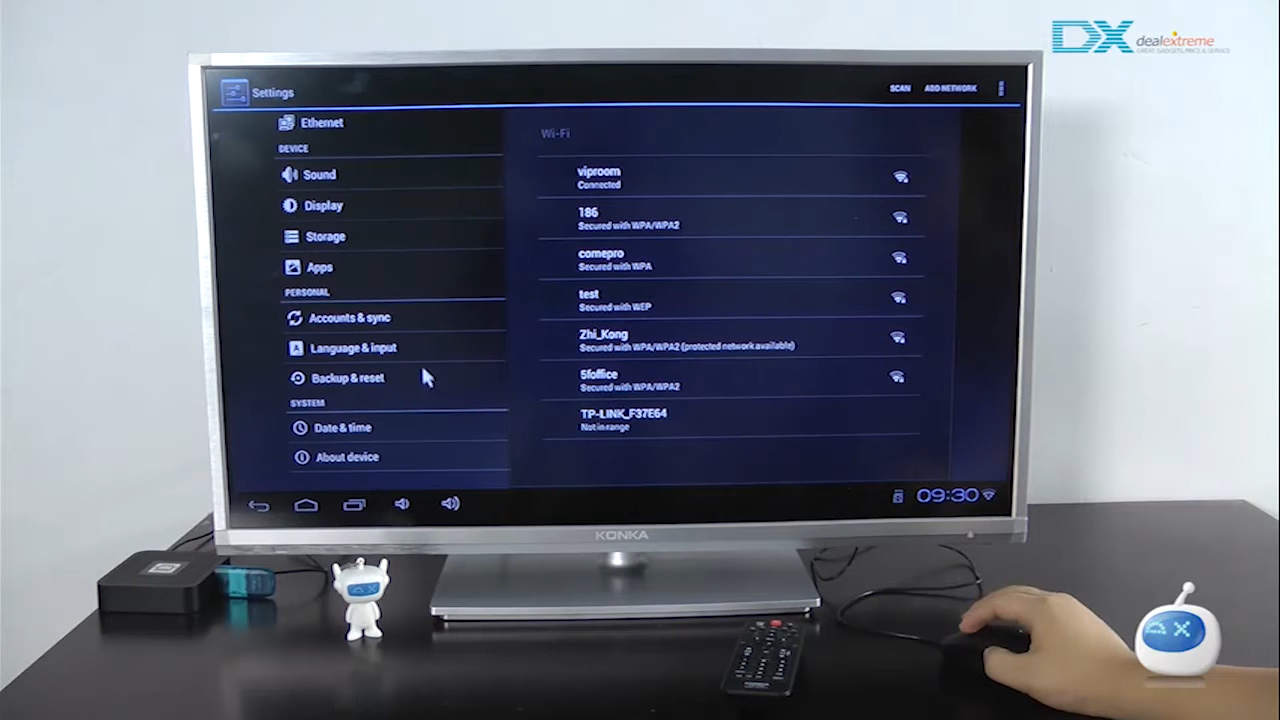 DX dealextreme
GREAT GADGETS, PRICE & SERVICE
Settings
SCAN
ADD NETWORK
Ethernet
DEVICE
Sound
Display
Storage
Apps
PERSONAL
Accounts & sync
Language & input
Backup & reset
SYSTEM
Date & time
About device
Wi-Fi
viproom
Connected
186
Secured with WPA/WPA2
comepro
Secured with WPA
test
Secured with WEP
Zhi_Kong
Secured with WPA/WPA2 (protected network available)
5foffice
Secured with WPA/WPA2
TP-LINK_F37E64
Not in range
09:30
KONKA